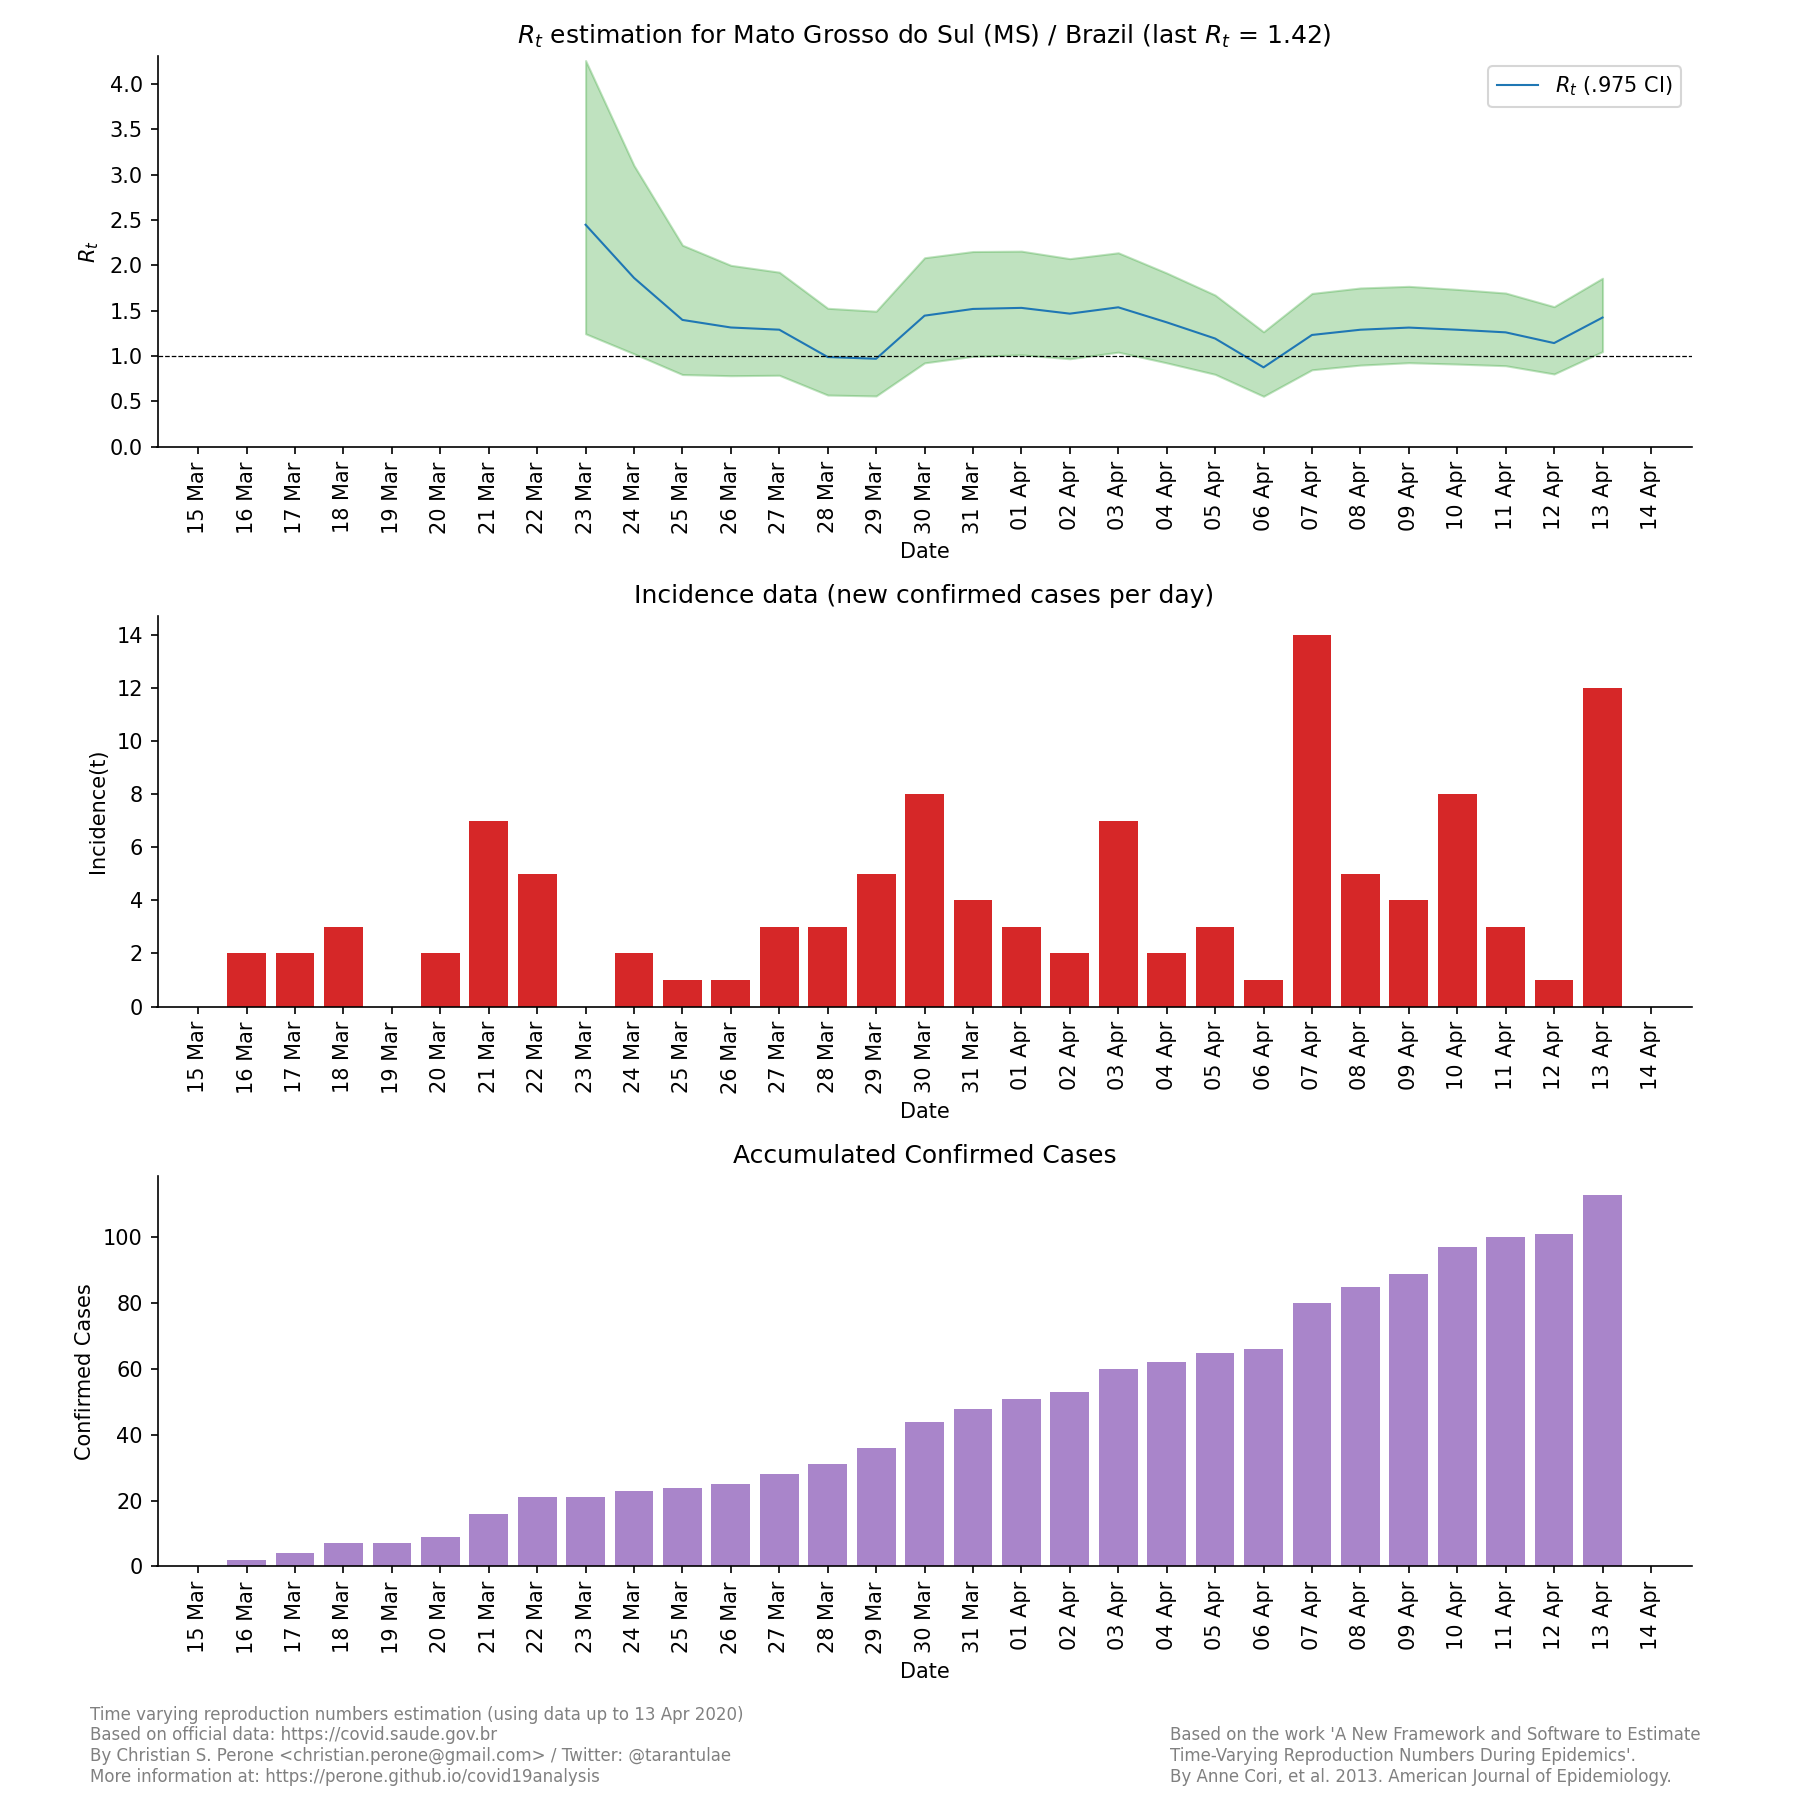 Rt estimation for Mato Grosso do Sul (MS) / Brazil (last Rt = 1.42)
Rt (.975 CI)
Rt
4.0
3.5
3.0
2.5
2.0
1.5
1.0
0.5
0.0
15 Mar 16 Mar 17 Mar 18 Mar 19 Mar 20 Mar 21 Mar 22 Mar 23 Mar 24 Mar 25 Mar 26 Mar 27 Mar 28 Mar 29 Mar 30 Mar 31 Mar 01 Apr 02 Apr 03 Apr 04 Apr 05 Apr 06 Apr 07 Apr 08 Apr 09 Apr 10 Apr 11 Apr 12 Apr 13 Apr 14 Apr
Date
Incidence data (new confirmed cases per day)
Incidence(t)
14
12
10
8
6
4
2
0
15 Mar 16 Mar 17 Mar 18 Mar 19 Mar 20 Mar 21 Mar 22 Mar 23 Mar 24 Mar 25 Mar 26 Mar 27 Mar 28 Mar 29 Mar 30 Mar 31 Mar 01 Apr 02 Apr 03 Apr 04 Apr 05 Apr 06 Apr 07 Apr 08 Apr 09 Apr 10 Apr 11 Apr 12 Apr 13 Apr 14 Apr
Date
Accumulated Confirmed Cases
Confirmed Cases
100
80
60
40
20
0
15 Mar 16 Mar 17 Mar 18 Mar 19 Mar 20 Mar 21 Mar 22 Mar 23 Mar 24 Mar 25 Mar 26 Mar 27 Mar 28 Mar 29 Mar 30 Mar 31 Mar 01 Apr 02 Apr 03 Apr 04 Apr 05 Apr 06 Apr 07 Apr 08 Apr 09 Apr 10 Apr 11 Apr 12 Apr 13 Apr 14 Apr
Date
Time varying reproduction numbers estimation (using data up to 13 Apr 2020)
Based on official data: https://covid.saude.gov.br
By Christian S. Perone <christian.perone@gmail.com> / Twitter: @tarantulae
More information at: https://perone.github.io/covid19analysis
Based on the work 'A New Framework and Software to Estimate
Time-Varying Reproduction Numbers During Epidemics'.
By Anne Cori, et al. 2013. American Journal of Epidemiology.